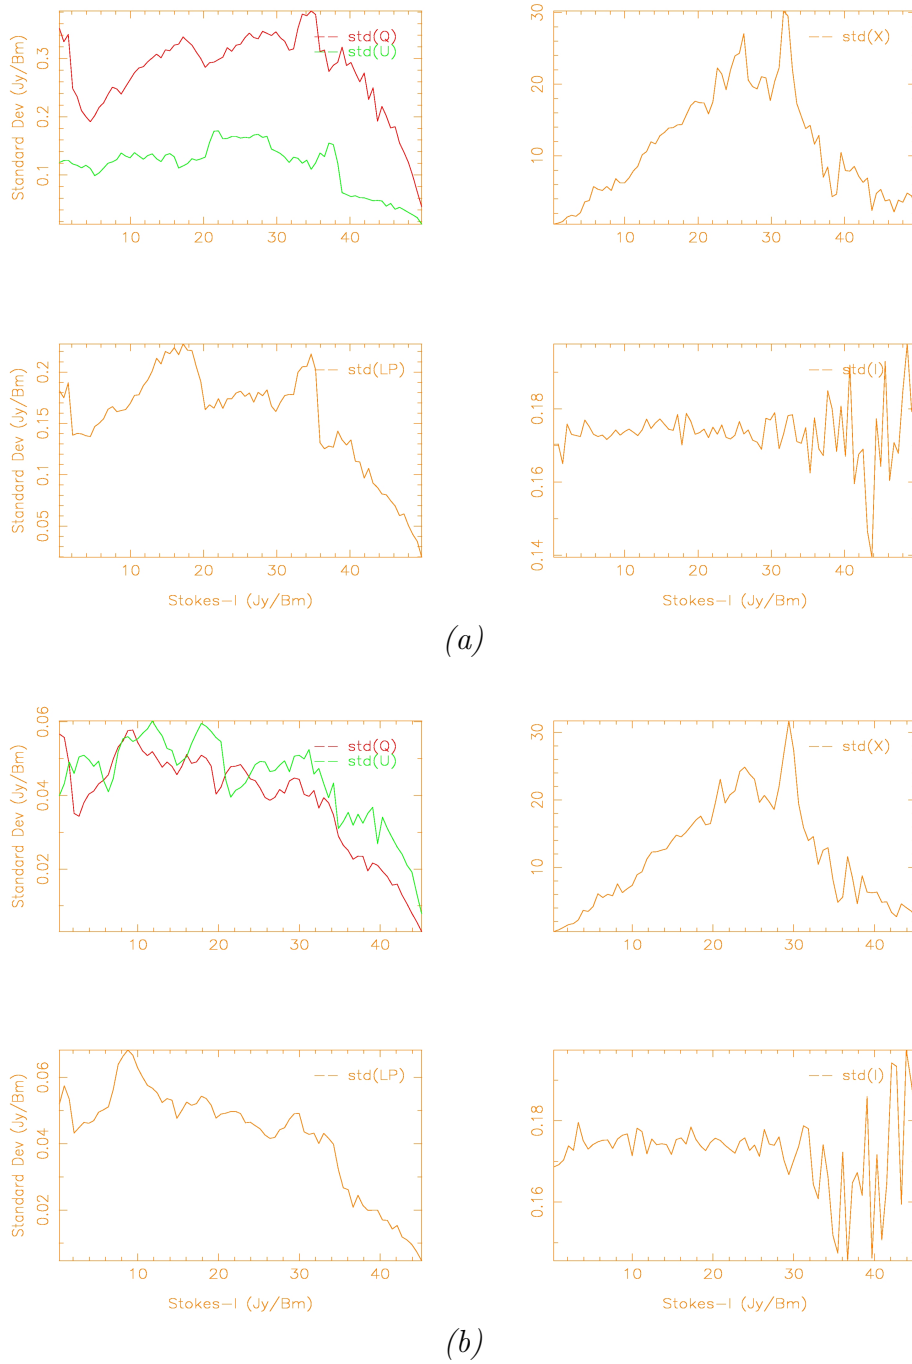 Standard Dev (Jy/Bm)
0.1 0.2 0.3
std(Q)
std(U)
10 20 30 40
10 20 30
std(X)
10 20 30 40
Standard Dev (Jy/Bm)
0.05 0.1 0.15 0.2
std(LP)
10 20 30 40
Stokes-I (Jy/Bm)
0.14 0.16 0.18
std(I)
10 20 30 40
Stokes-I (Jy/Bm)
(a)
Standard Dev (Jy/Bm)
0.02 0.04 0.06
std(Q)
std(U)
10 20 30 40
10 20 30
std(X)
10 20 30 40
Standard Dev (Jy/Bm)
0.02 0.04 0.06
std(LP)
10 20 30 40
Stokes-I (Jy/Bm)
0.16 0.18
std(I)
10 20 30 40
Stokes-I (Jy/Bm)
(b)